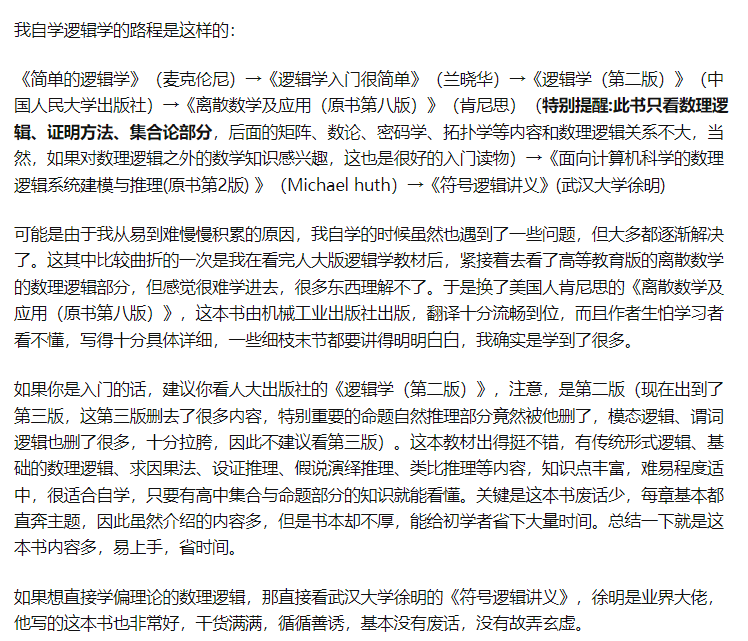 我自学逻辑学的路程是这样的：
《简单的逻辑学》（麦克伦尼）→《逻辑学入门很简单》（兰晓华）→《逻辑学（第二版）》（中
国人民大学出版社）→《离散数学及应用（原书第八版）》（肯尼思）（特别提醒:此书只看数理逻
辑、证明方法、集合论部分，后面的矩阵、数论、密码学、拓扑学等内容和数理逻辑关系不大，当
然，如果对数理逻辑之外的数学知识感兴趣，这也是很好的入门读物）→《面向计算机科学的数理
逻辑系统建模与推理(原书第2版) 》（Michael huth）→《符号逻辑讲义》(武汉大学徐明)
可能是由于我从易到难慢慢积累的原因，我自学的时候虽然也遇到了一些问题，但大多都逐渐解决
了。这其中比较曲折的一次是我在看完人大版逻辑学教材后，紧接着去看了高等教育版的离散数学
的数理逻辑部分，但感觉很难学进去，很多东西理解不了。于是换了美国人肯尼思的《离散数学及
应用（原书第八版）》，这本书由机械工业出版社出版，翻译十分流畅到位，而且作者生怕学习者
看不懂，写得十分具体详细，一些细枝末节都要讲得明明白白，我确实是学到了很多。
如果你是入门的话，建议你看人大出版社的《逻辑学（第二版）》，注意，是第二版（现在出到了
第三版，这第三版删去了很多内容，特别重要的命题自然推理部分竟然被他删了，模态逻辑、谓词
逻辑也删了很多，十分拉胯，因此不建议看第三版）。这本教材出得挺不错，有传统形式逻辑、基
础的数理逻辑、求因果法、设证推理、假说演绎推理、类比推理等内容，知识点丰富，难易程度适
中，很适合自学，只要有高中集合与命题部分的知识就能看懂。关键是这本书废话少，每章基本都
直奔主题，因此虽然介绍的内容多，但是书本却不厚，能给初学者省下大量时间。总结一下就是这
本书内容多，易上手，省时间。
如果想直接学偏理论的数理逻辑，那直接看武汉大学徐明的《符号逻辑讲义》，徐明是业界大佬，
他写的这本书也非常好，干货满满，循循善诱，基本没有废话，没有故弄玄虚。